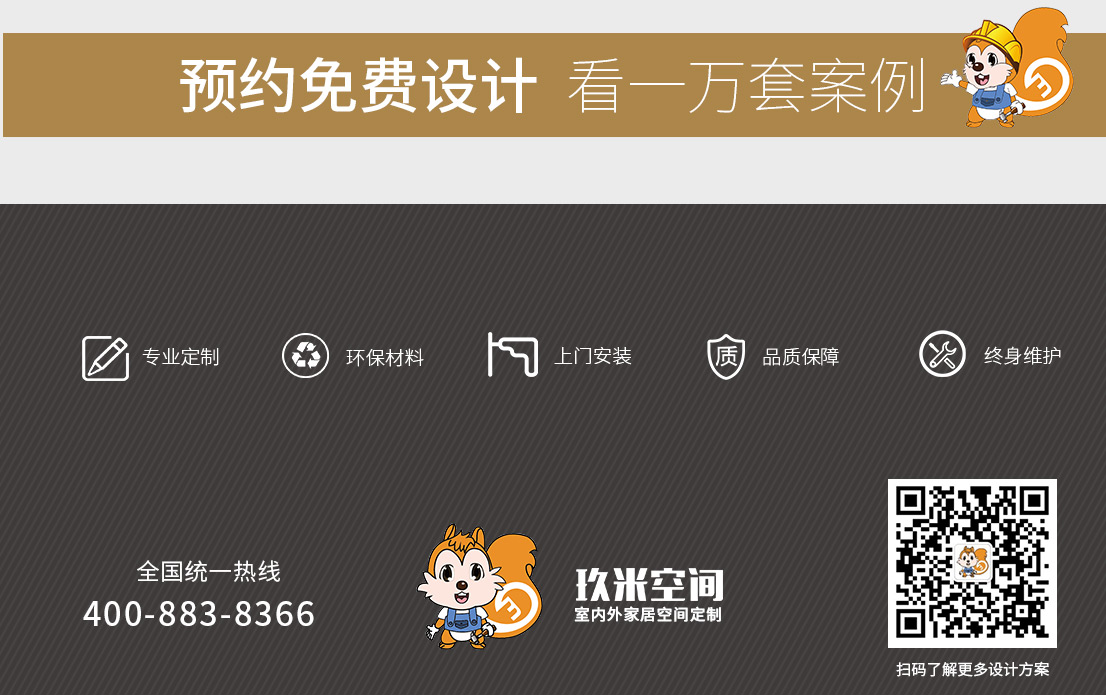 预约免费设计 看一万套案例
专业定制
环保材料
上门安装
质
品质保障
终身维护
全国统一热线
400-883-8366
玖米空间
室内外家居空间定制
扫码了解更多设计方案